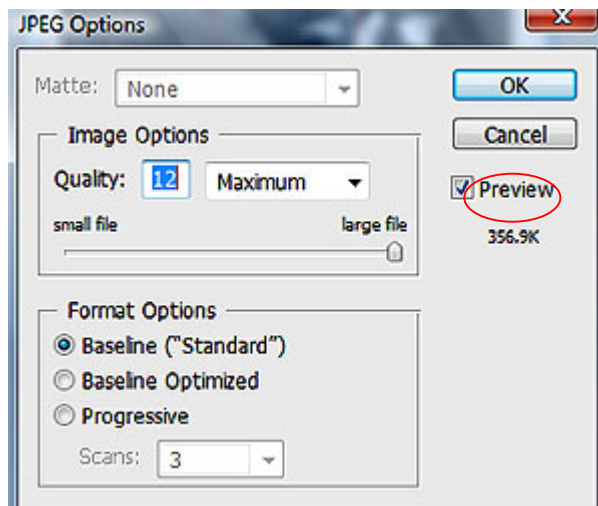 JPEG Options
Matte: None
OK
Image Options
Cancel
Quality: 12 Maximum
Preview
small file large file
356.9K
Format Options
Baseline ("Standard")
Baseline Optimized
Progressive
Scans: 3